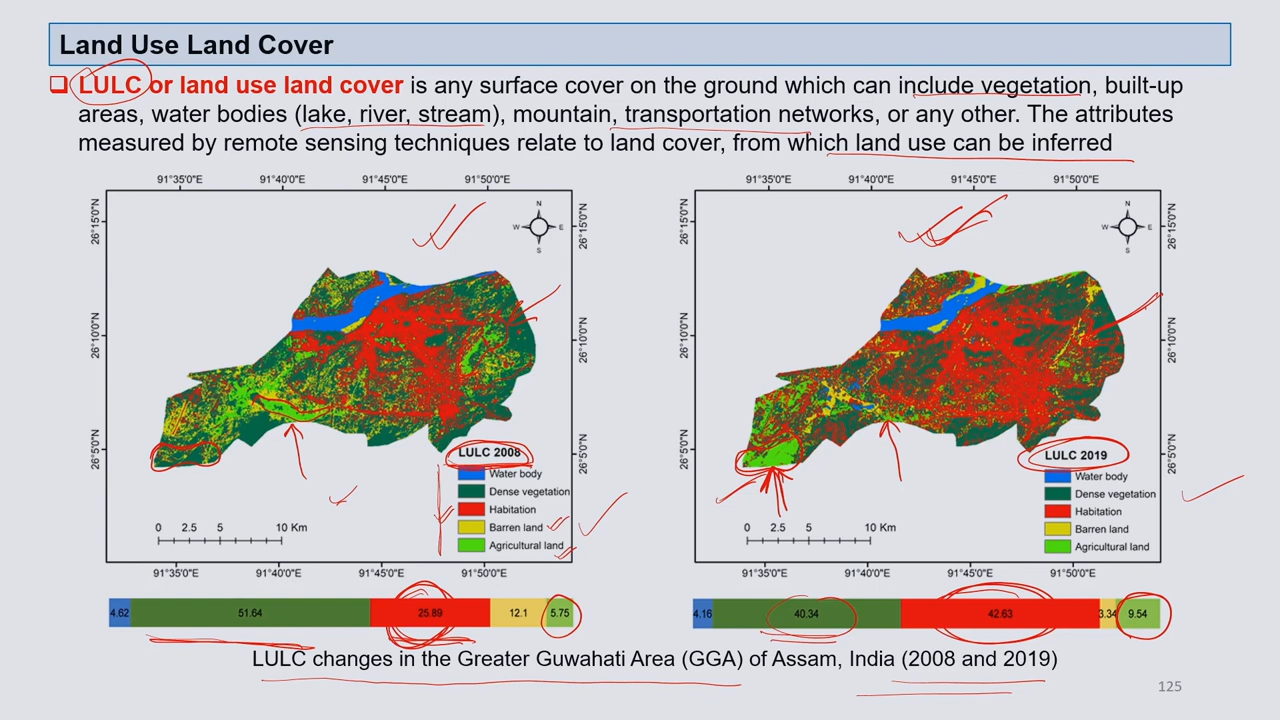 Land Use Land Cover
LULC or land use land cover is any surface cover on the ground which can include vegetation, built-up
areas, water bodies (lake, river, stream), mountain, transportation networks, or any other. The attributes
measured by remote sensing techniques relate to land cover, from which land use can be inferred
91°35'0"E 91°40'0"E 91°45'0"E 91°50'0"E
26°15'0"N
26°10'0"N
26°5'0"N
26°15'0"N
26°10'0"N
26°5'0"N
N
W E
S
LULC 2008
Water body
Dense vegetation
Habitation
Barren land
Agricultural land
0 2.5 5 10 Km
91°35'0"E 91°40'0"E 91°45'0"E 91°50'0"E
4.62 51.64 25.89 12.1 5.75
91°35'0"E 91°40'0"E 91°45'0"E 91°50'0"E
26°15'0"N
26°10'0"N
26°5'0"N
26°15'0"N
26°10'0"N
26°5'0"N
N
W E
S
LULC 2019
Water body
Dense vegetation
Habitation
Barren land
Agricultural land
0 2.5 5 10 Km
91°35'0"E 91°40'0"E 91°45'0"E 91°50'0"E
4.16 40.34 42.63 3.34 9.54
LULC changes in the Greater Guwahati Area (GGA) of Assam, India (2008 and 2019)
125